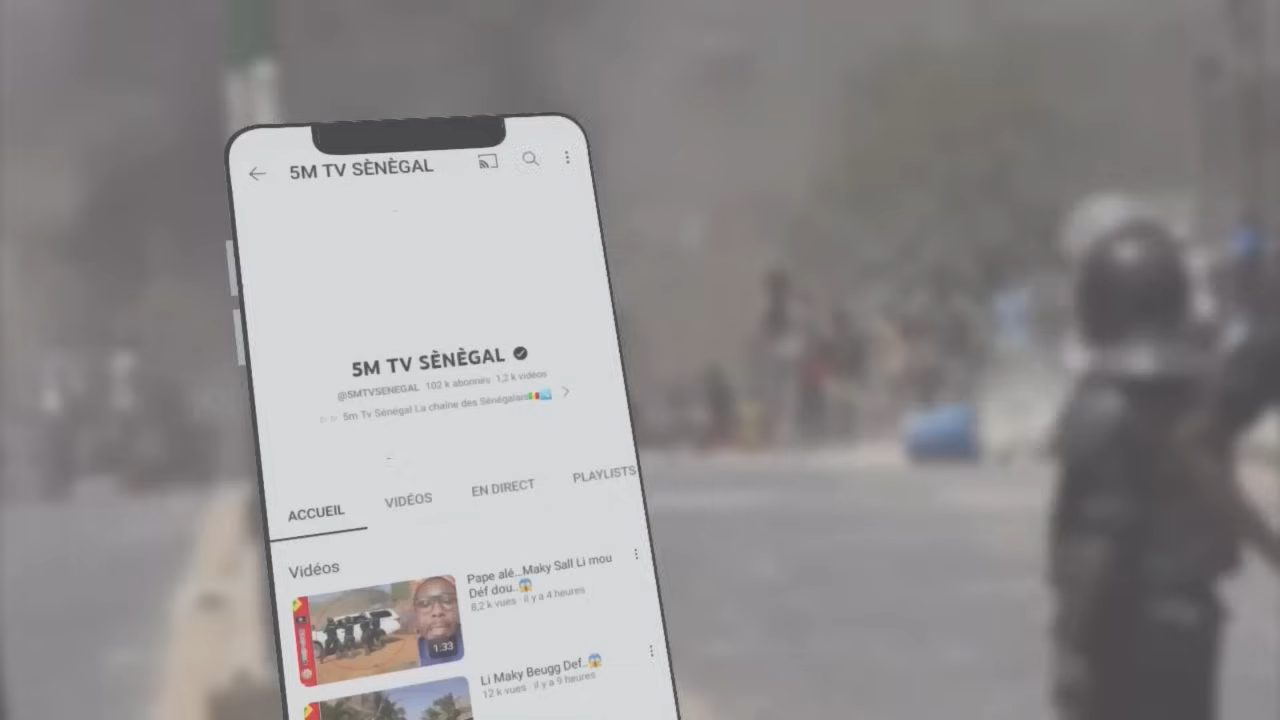 5M TV SÈNÈGAL
5M TV SÈNÈGAL
@5MTVSENEGAL 102 k abonnés 1,2 k vidéos
5m Tv Sénégal La chaîne des Sénégalais
ACCUEIL VIDÉOS EN DIRECT PLAYLISTS
Vidéos
Pape alé...Maky Sall Li mou
Déf dou..😱
8,2 k vues · il y a 4 heures
1:33
Li Maky Beugg Def..😱
12 k vues · il y a 9 heures